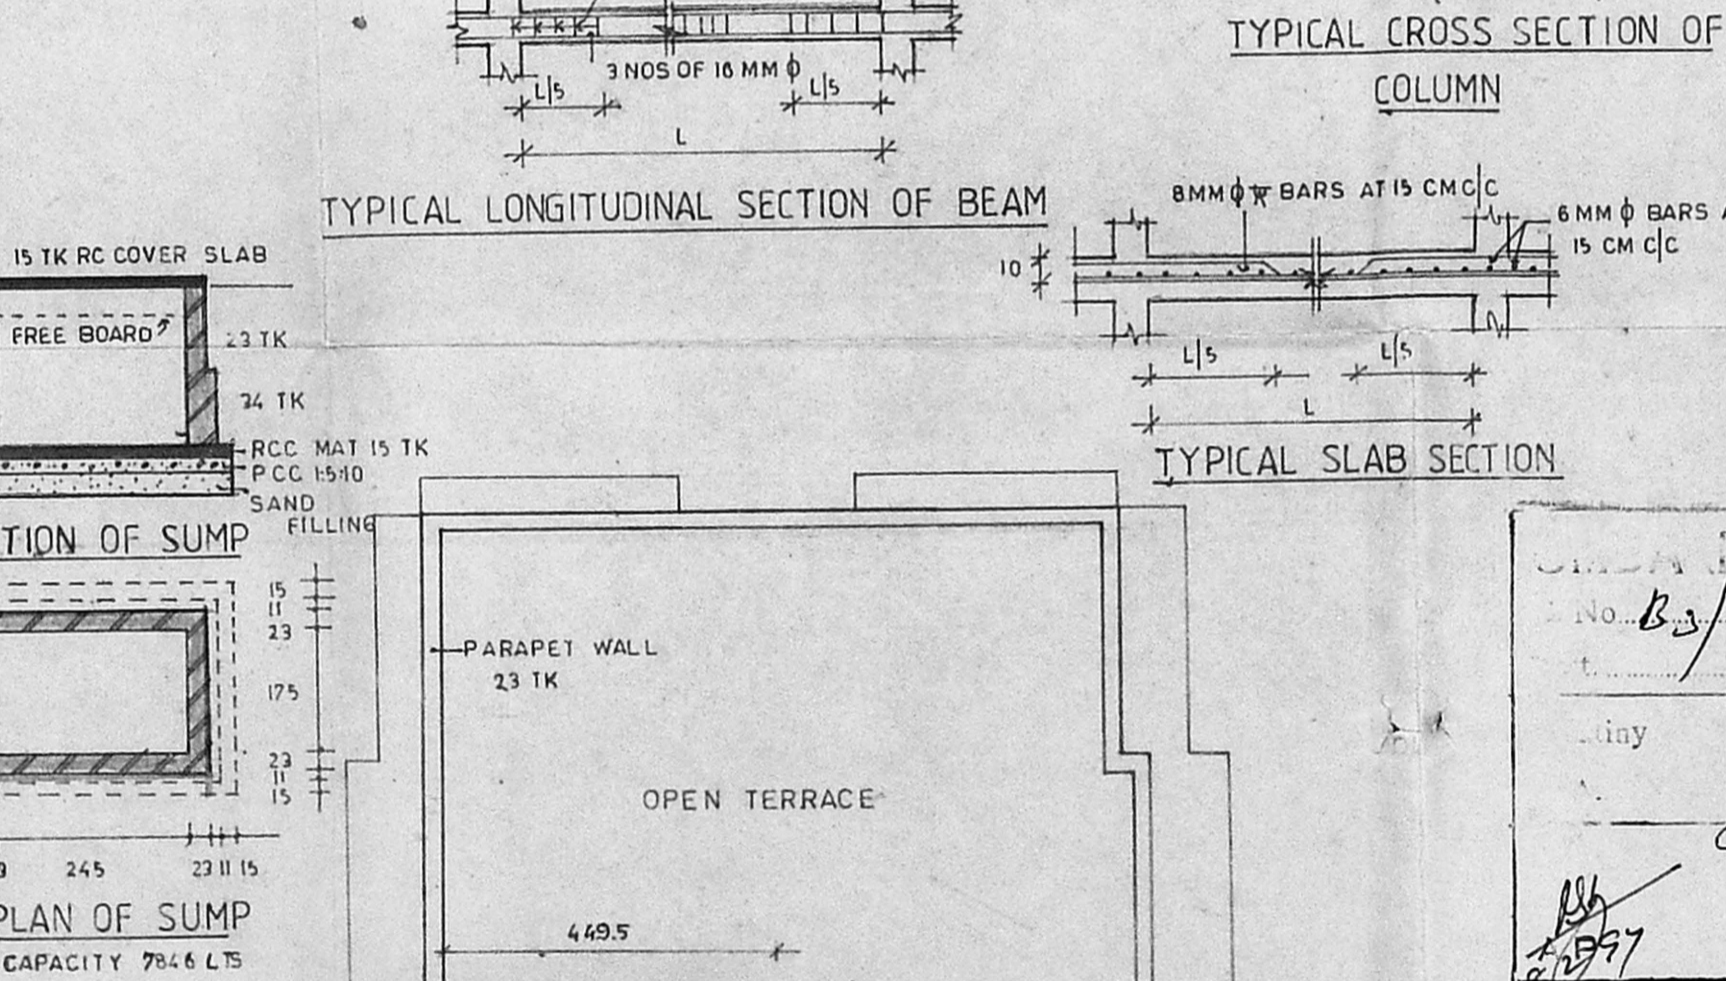 TYPICAL CROSS SECTION OF
COLUMN
3 NOS OF 16 MM ϕ
L/5
L/5
L
TYPICAL LONGITUDINAL SECTION OF BEAM
8MM ϕ BARS AT 15 CM C/C
6 MM ϕ BARS
15 CM C/C
10
L/5
L/5
L
TYPICAL SLAB SECTION
15 TK RC COVER SLAB
FREE BOARD
23 TK
34 TK
RCC MAT 15 TK
PCC 1:5:10
SAND
FILLING
TION OF SUMP
15
11
23
175
23
11
15
245
23 11 15
PLAN OF SUMP
CAPACITY 7846 LTS
PARAPET WALL
23 TK
OPEN TERRACE
449.5
No. B3/
tiny